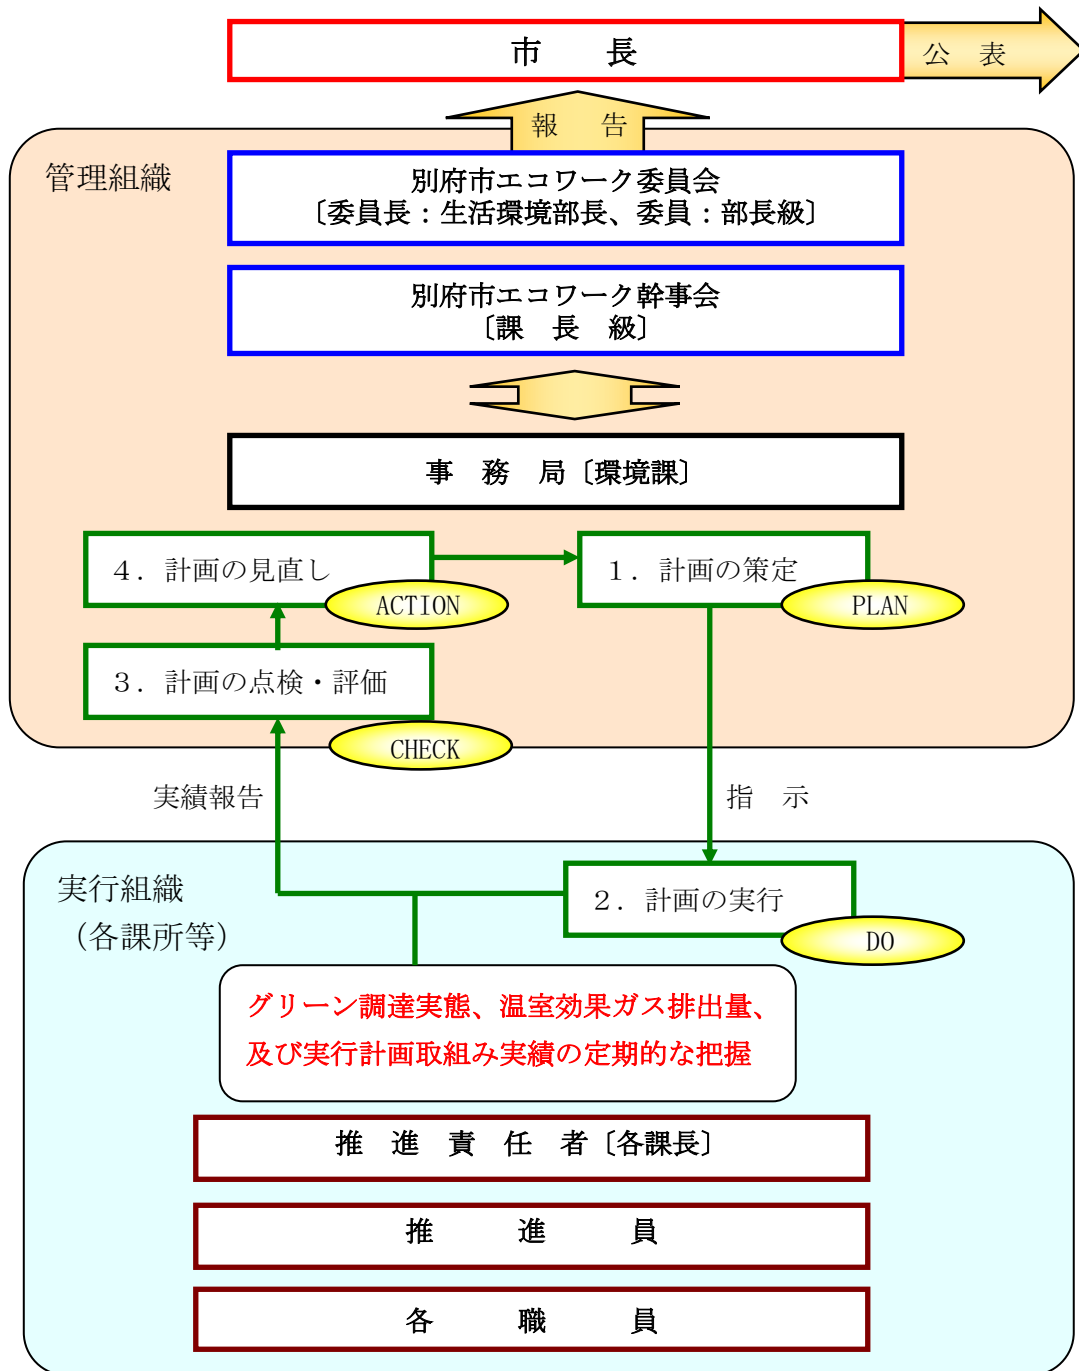 市　　長
公　表
報　　告
管理組織
別府市エコワーク委員会
〔委員長：生活環境部長、委員：部長級〕
別府市エコワーク幹事会
〔課　長　級〕
事　務　局〔環境課〕
４．計画の見直し
ACTION
１．計画の策定
PLAN
３．計画の点検・評価
CHECK
実績報告
指　示
実行組織
（各課所等）
２．計画の実行
DO
グリーン調達実態、温室効果ガス排出量、
及び実行計画取組み実績の定期的な把握
推　進　責　任　者〔各課長〕
推　　　進　　　員
各　　　職　　　員